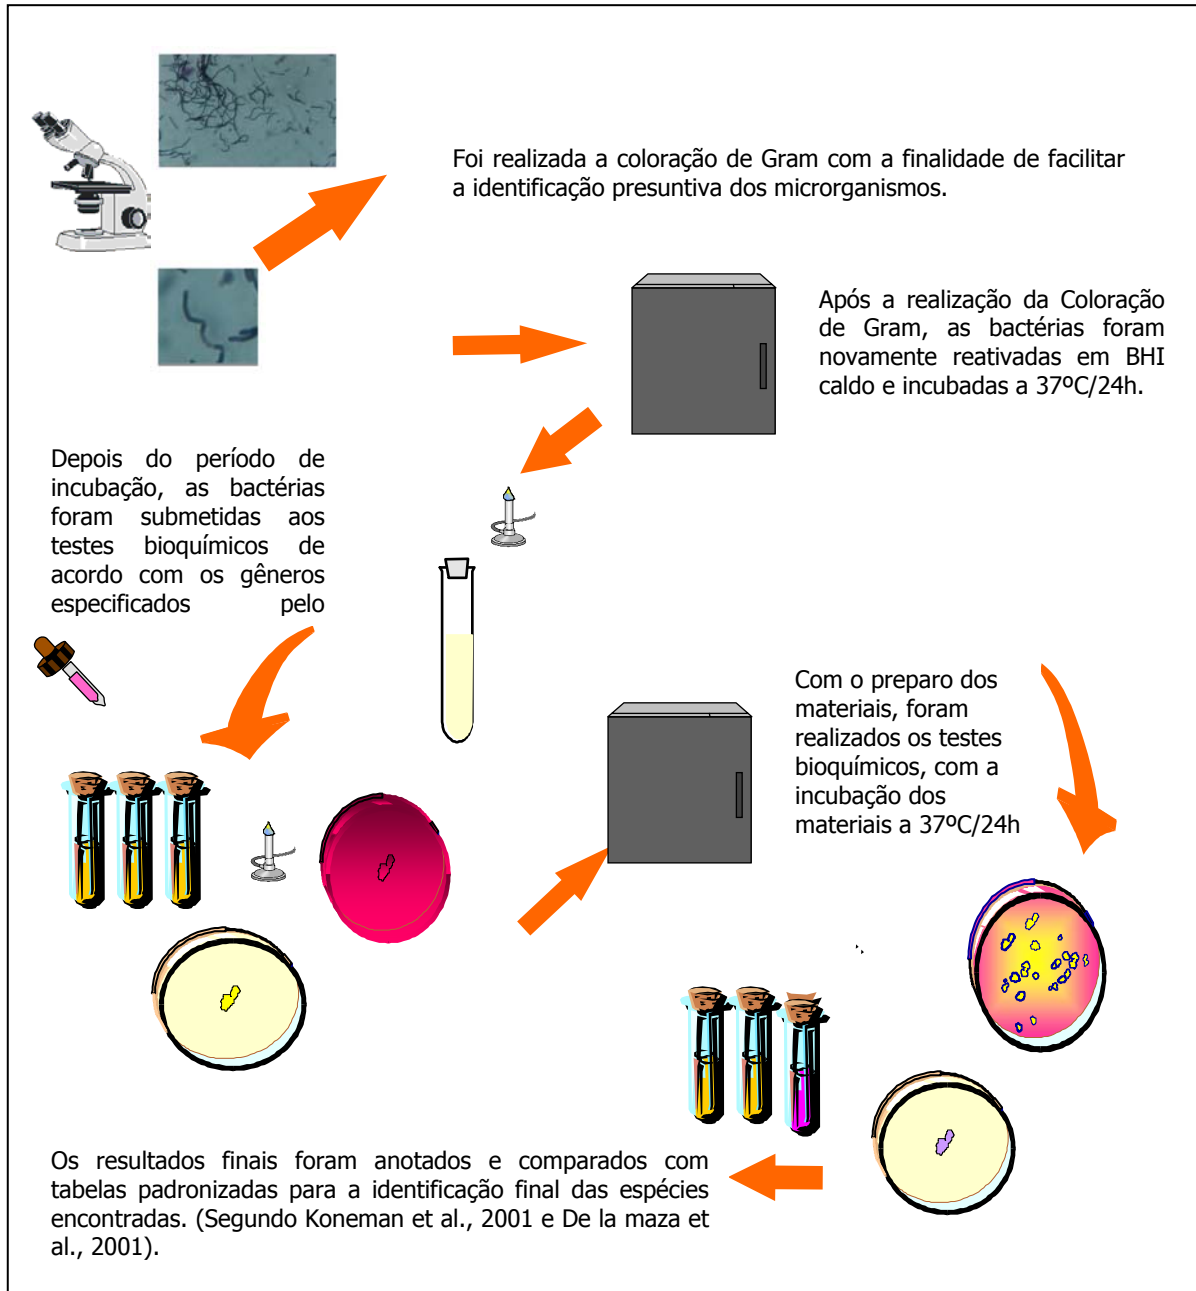 Foi realizada a coloração de Gram com a finalidade de facilitar
a identificação presuntiva dos microrganismos.
Após a realização da Coloração
de Gram, as bactérias foram
novamente reativadas em BHI
caldo e incubadas a 37ºC/24h.
Depois do período de
incubação, as bactérias
foram submetidas aos
testes bioquímicos de
acordo com os gêneros
especificados pelo
Com o preparo dos
materiais, foram
realizados os testes
bioquímicos, com a
incubação dos
materiais a 37ºC/24h
Os resultados finais foram anotados e comparados com
tabelas padronizadas para a identificação final das espécies
encontradas. (Segundo Koneman et al., 2001 e De la maza et
al., 2001).